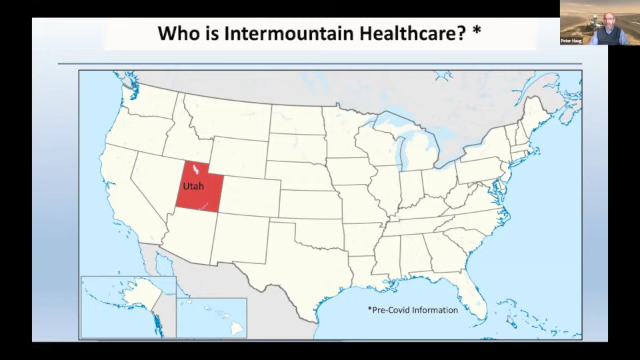 Who is Intermountain Healthcare? *
Peter Haug
Utah
*Pre-Covid Information